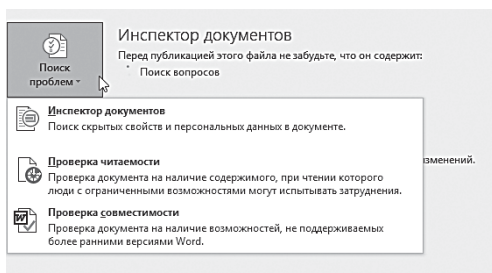 Поиск
проблем
Инспектор документов
Перед публикацией этого файла не забудьте, что он содержит:
Поиск вопросов
Инспектор документов
Поиск скрытых свойств и персональных данных в документе.
Проверка читаемости
Проверка документа на наличие содержимого, при чтении которого
люди с ограниченными возможностями могут испытывать затруднения.
зменений.
Проверка совместимости
Проверка документа на наличие возможностей, не поддерживаемых
более ранними версиями Word.